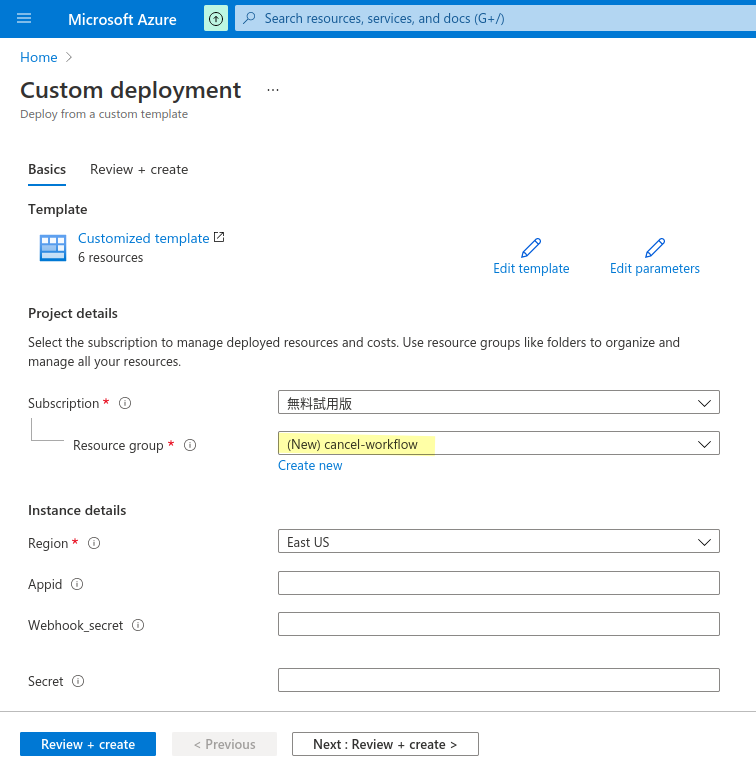 Microsoft Azure
Search resources, services, and docs (G+/)
Home >
Custom deployment ...
Deploy from a custom template
Basics
Review + create
Template
Customized template
6 resources
Edit template
Edit parameters
Project details
Select the subscription to manage deployed resources and costs. Use resource groups like folders to organize and
manage all your resources.
Subscription *
無料試用版
Resource group *
(New) cancel-workflow
Create new
Instance details
Region *
East US
Appid
Webhook_secret
Secret
Review + create
< Previous
Next : Review + create >